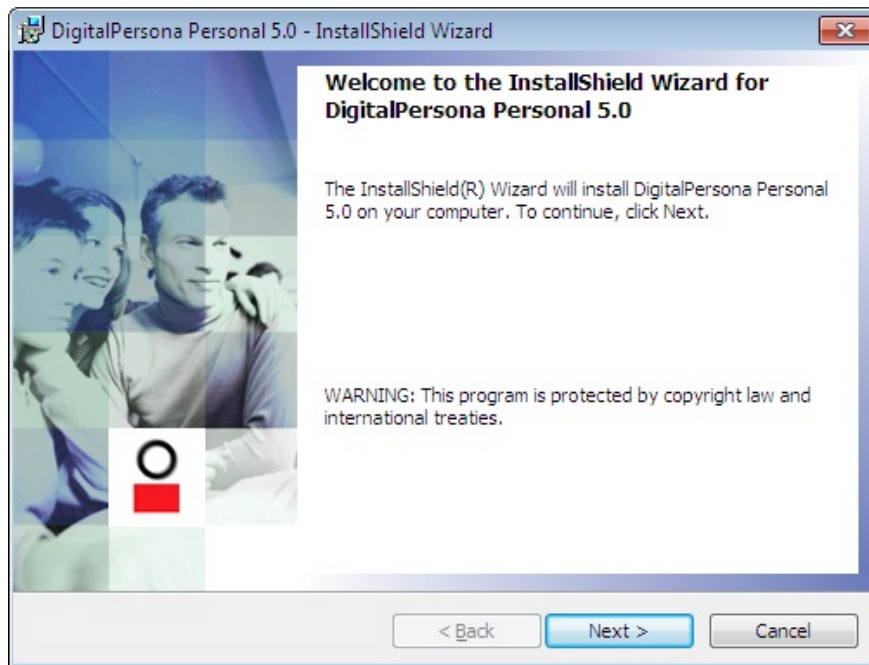 DigitalPersona Personal 5.0 - InstallShield Wizard
Welcome to the InstallShield Wizard for
DigitalPersona Personal 5.0
The InstallShield(R) Wizard will install DigitalPersona Personal
5.0 on your computer. To continue, click Next.
WARNING: This program is protected by copyright law and
international treaties.
< Back
Next >
Cancel